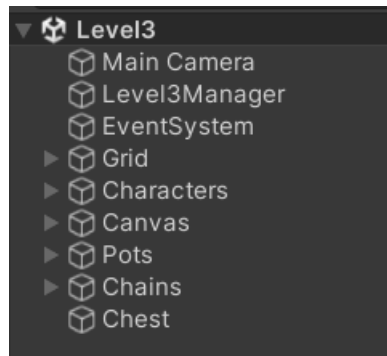 Level3
Main Camera
Level3Manager
EventSystem
Grid
Characters
Canvas
Pots
Chains
Chest